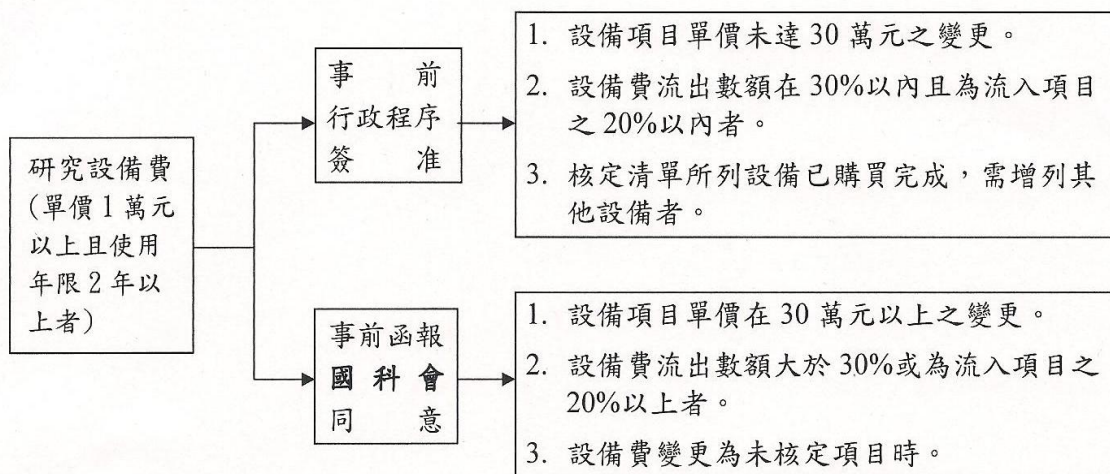 研究設備費
(單價1萬元
以上且使用
年限2年以
上者)
事前
行政程序
簽准
1. 設備項目單價未達30萬元之變更。
2. 設備費流出數額在30%以內且為流入項目
之20%以內者。
3. 核定清單所列設備已購買完成，需增列其
他設備者。
事前函報
國科會
同意
1. 設備項目單價在30萬元以上之變更。
2. 設備費流出數額大於30%或為流入項目之
20%以上者。
3. 設備費變更為未核定項目時。